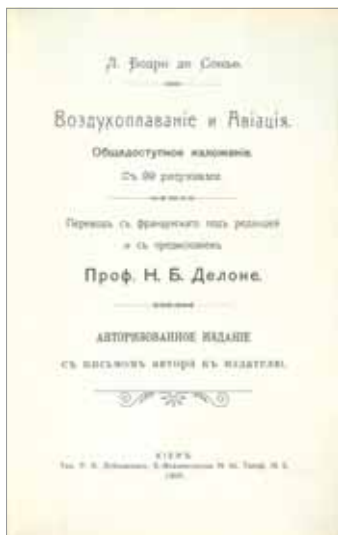 Л. Бодри де Сонье.
Воздухоплаваніе и Авіація.
Общедоступное изложеніе.
Съ 99 рисунками
Переводъ съ французскаго подъ редакціей
и съ предисловіемъ
Проф. Н. Б. Делоне.
АВТОРИЗОВАННОЕ ИЗДАНІЕ
съ письмомъ автора къ издателю.
КІЕВЪ